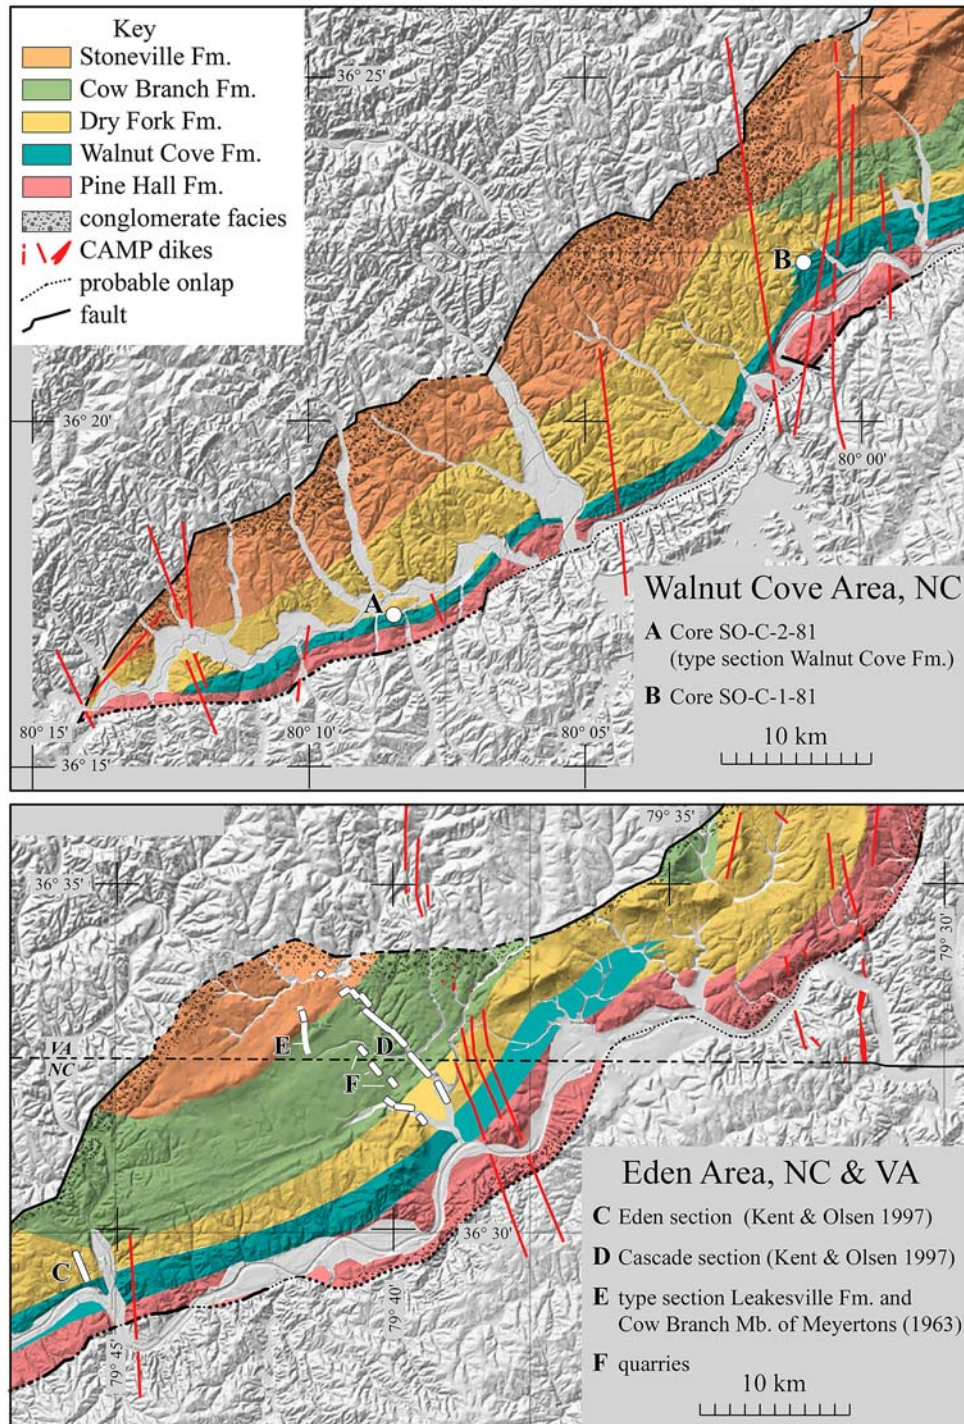 Key
Stoneville Fm.
Cow Branch Fm.
Dry Fork Fm.
Walnut Cove Fm.
Pine Hall Fm.
conglomerate facies
CAMP dikes
probable onlap
fault
36° 25'
B
36° 20'
80° 00'
A
80° 15'
80° 10'
80° 05'
36° 15'
Walnut Cove Area, NC
A Core SO-C-2-81
(type section Walnut Cove Fm.)
B Core SO-C-1-81
10 km
79° 35'
36° 35'
79° 30'
E
D
VA
NC
F
36° 30'
C
79° 45'
79° 40'
Eden Area, NC & VA
C Eden section (Kent & Olsen 1997)
D Cascade section (Kent & Olsen 1997)
E type section Leakesville Fm. and
Cow Branch Mb. of Meyertons (1963)
F quarries
10 km